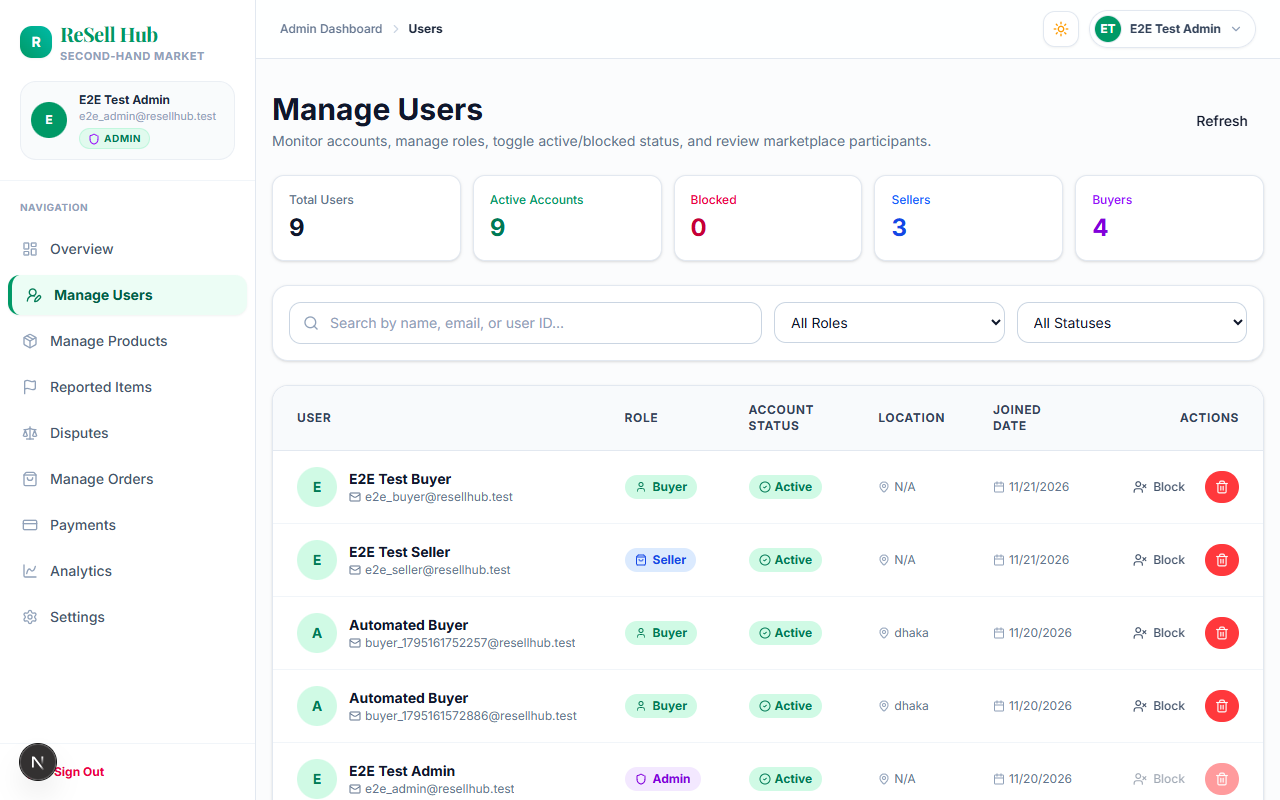 R
ReSell Hub
SECOND-HAND MARKET
E
E2E Test Admin
e2e_admin@resellhub.test
ADMIN
NAVIGATION
Overview
Manage Users
Manage Products
Reported Items
Disputes
Manage Orders
Payments
Analytics
Settings
N
Sign Out
Admin Dashboard
Users
ET
E2E Test Admin
Manage Users
Monitor accounts, manage roles, toggle active/blocked status, and review marketplace participants.
Refresh
Total Users
9
Active Accounts
9
Blocked
0
Sellers
3
Buyers
4
Search by name, email, or user ID...
All Roles
All Statuses
USER
ROLE
ACCOUNT STATUS
LOCATION
JOINED DATE
ACTIONS
E
E2E Test Buyer
e2e_buyer@resellhub.test
Buyer
Active
N/A
11/21/2026
Block
E
E2E Test Seller
e2e_seller@resellhub.test
Seller
Active
N/A
11/21/2026
Block
A
Automated Buyer
buyer_1795161752257@resellhub.test
Buyer
Active
dhaka
11/20/2026
Block
A
Automated Buyer
buyer_1795161572886@resellhub.test
Buyer
Active
dhaka
11/20/2026
Block
E
E2E Test Admin
e2e_admin@resellhub.test
Admin
Active
N/A
11/20/2026
Block